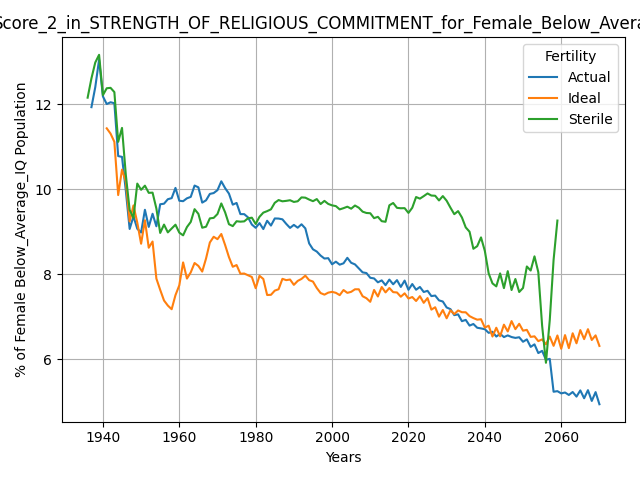 Score_2_in_STRENGTH_OF_RELIGIOUS_COMMITMENT_for_Female_Below_Avera
Fertility
Actual
Ideal
Sterile
% of Female Below_Average_IQ Population
12
10
8
6
1940 1960 1980 2000 2020 2040 2060
Years